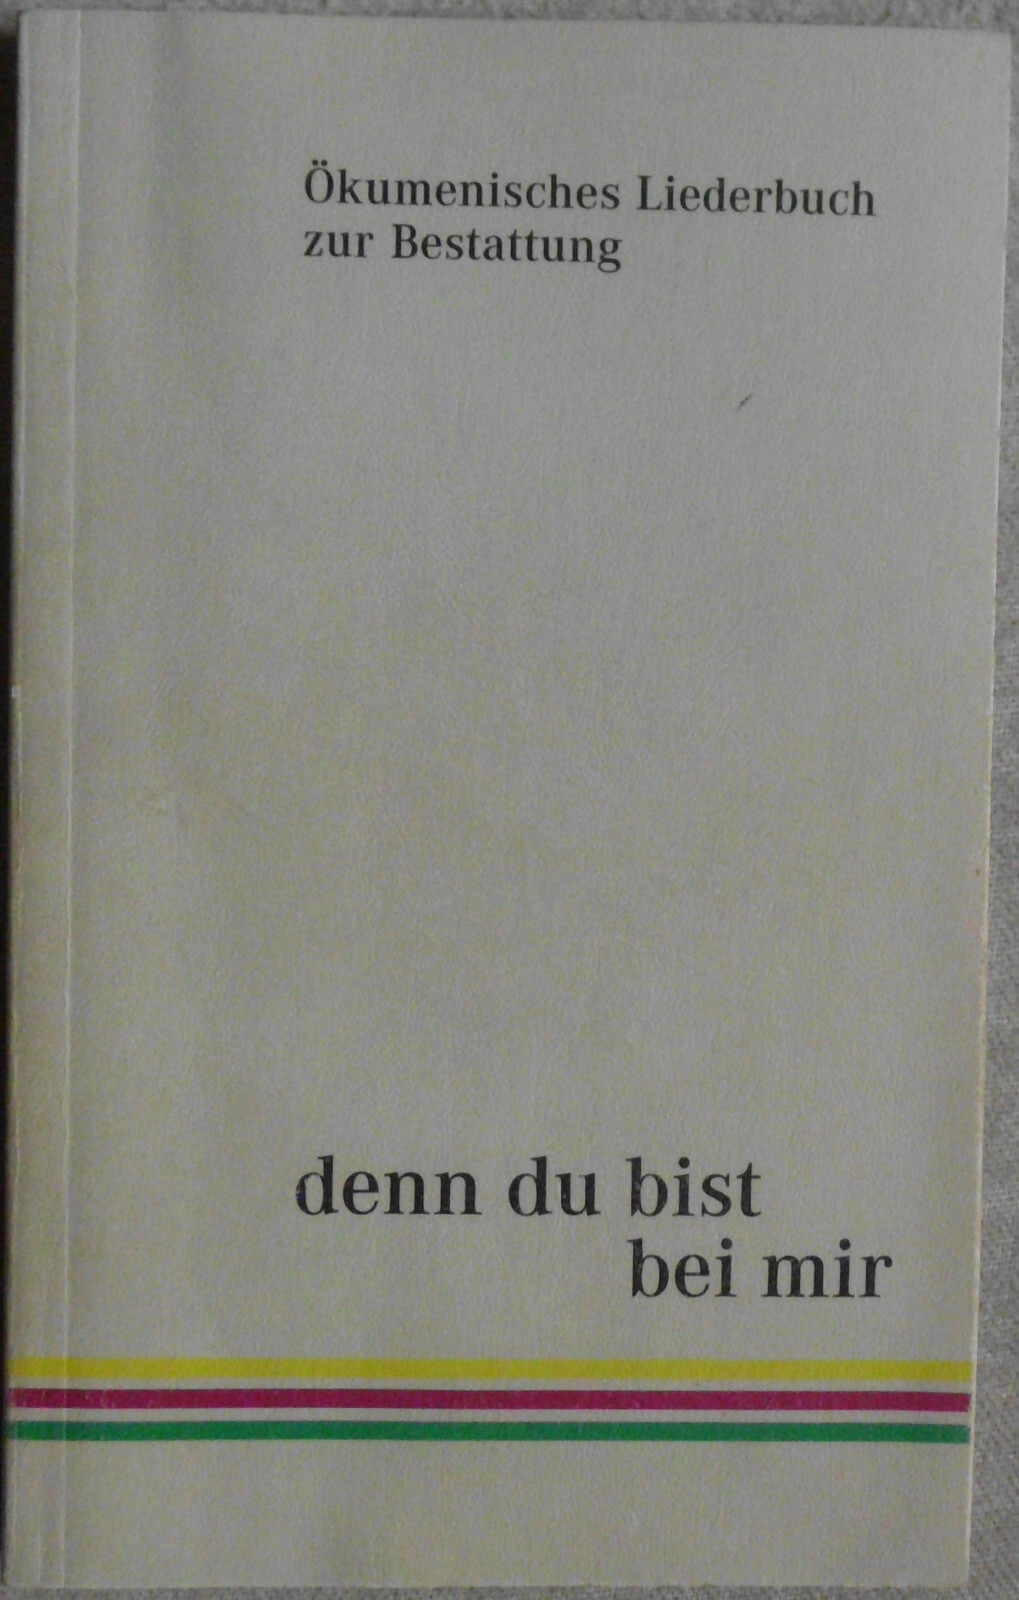 Ökumenisches Liederbuch
zur Bestattung
denn du bist
bei mir